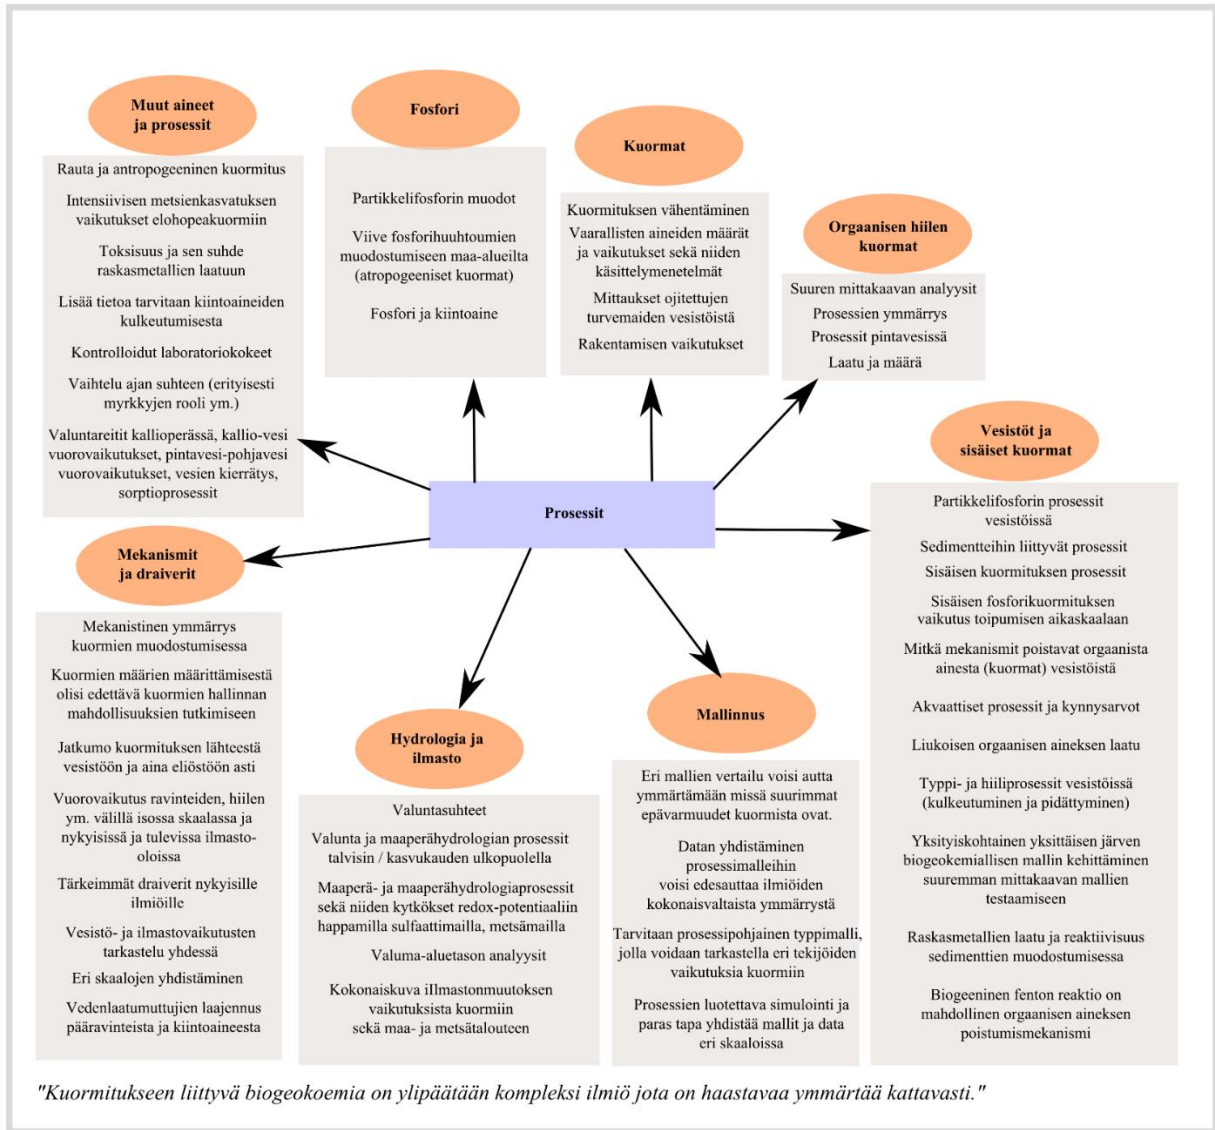 Muut aineet
ja prosessit
Rauta ja antropogeeninen kuormitus
Intensiivisen metsienkasvatuksen
vaikutukset elohopeakuormiin
Toksisuus ja sen suhde
raskasmetallien laatuun
Lisää tietoa tarvitaan kiintoaineiden
kulkeutumisesta
Kontrolloidut laboratoriokokeet
Vaihtelu ajan suhteen (erityisesti
myrkkyjen rooli ym.)
Valuntareitit kallioperässä, kallio-vesi
vuorovaikutukset, pintavesi-pohjavesi
vuorovaikutukset, vesien kierrätys,
sorptioprosessit
Fosfori
Partikkelifosforin muodot
Viive fosforihuuhtoumien
muodostumiseen maa-alueilta
(atropogeeniset kuormat)
Fosfori ja kiintoaine
Kuormat
Kuormituksen vähentäminen
Vaarallisten aineiden määrät
ja vaikutukset sekä niiden
käsittelymenetelmät
Mittaukset ojitettujen
turvemaiden vesistöistä
Rakentamisen vaikutukset
Orgaanisen hiilen
kuormat
Suuren mittakaavan analyysit
Prosessien ymmärrys
Prosessit pintavesissä
Laatu ja määrä
Vesistöt ja
sisäiset kuormat
Partikkelifosforin prosessit
vesistöissä
Sedimentteihin liittyvät prosessit
Sisäisen kuormituksen prosessit
Sisäisen fosforikuormituksen
vaikutus toipumisen aikaskaalaan
Mitkä mekanismit poistavat orgaanista
ainesta (kuormat) vesistöistä
Akvaattiset prosessit ja kynnysarvot
Liukoisen orgaanisen aineksen laatu
Typpi- ja hiiliprosessit vesistöissä
(kulkeutuminen ja pidättyminen)
Yksityiskohtainen yksittäisen järven
biogeokemiallisen mallin kehittäminen
suuremman mittakaavan mallien
testaamiseen
Raskasmetallien laatu ja reaktiivisuus
sedimenttien muodostumisessa
Biogeeninen fenton reaktio on
mahdollinen orgaanisen aineksen
poistumismekanismi
Prosessit
Mekanismit
ja draiverit
Mekanistinen ymmärrys
kuormien muodostumisessa
Kuormien määrien määrittämisestä
olisi edettävä kuormien hallinnan
mahdollisuuksien tutkimiseen
Jatkumo kuormituksen lähteestä
vesistöön ja aina eliöstöön asti
Vuorovaikutus ravinteiden, hiilen
ym. välillä isossa skaalassa ja
nykyisissä ja tulevissa ilmasto-
oloissa
Tärkeimmät draiverit nykyisille
ilmiöille
Vesistö- ja ilmastovaikutusten
tarkastelu yhdessä
Eri skaalojen yhdistäminen
Vedenlaatumuttujien laajennus
pääravinteista ja kiintoaineesta
Hydrologia ja
ilmasto
Valuntasuhteet
Valunta ja maaperähydrologian prosessit
talvisin / kasvukauden ulkopuolella
Maaperä- ja maaperähydrologiaprosessit
sekä niiden kytkökset redox-potentiaaliin
happamilla sulfaattimailla, metsämailla
Valuma-aluetason analyysit
Kokonaiskuva iIlmastonmuutoksen
vaikutuksista kuormiin
sekä maa- ja metsätalouteen
Mallinnus
Eri mallien vertailu voisi autta
ymmärtämään missä suurimmat
epävarmuudet kuormista ovat.
Datan yhdistäminen
prosessimalleihin
voisi edesauttaa ilmiöiden
kokonaisvaltaista ymmärrystä
Tarvitaan prosessipohjainen typpimalli,
jolla voidaan tarkastella eri tekijöiden
vaikutuksia kuormiin
Prosessien luotettava simulointi ja
paras tapa yhdistää mallit ja data
eri skaaloissa
"Kuormitukseen liittyvä biogeokoemia on ylipäätään kompleksi ilmiö jota on haastavaa ymmärtää kattavasti."